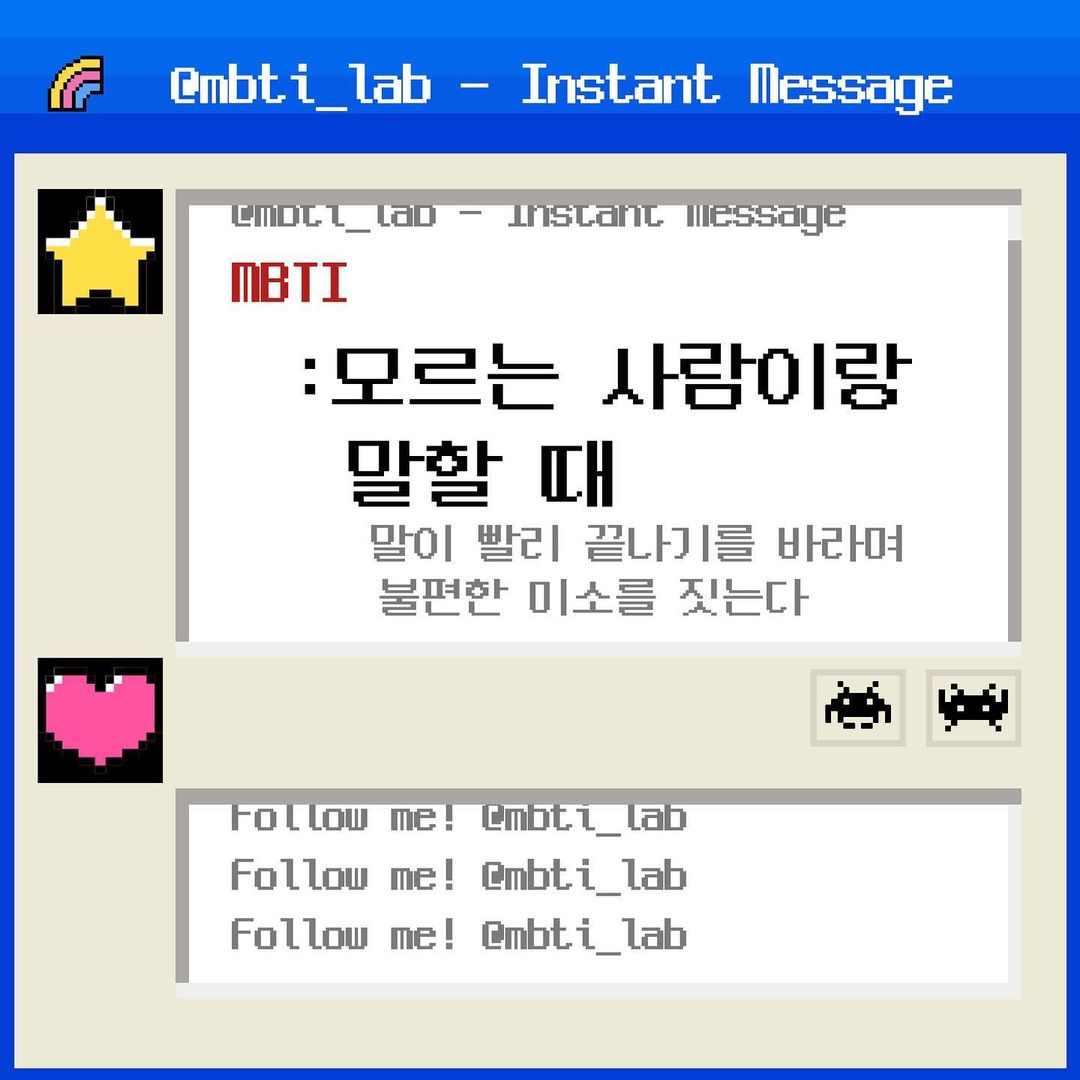 @mbti_lab - Instant Message
@mbti_lab - Instant Message
MBTI
:모르는 사람이랑
말할 때
말이 빨리 끝나기를 바라며
불편한 미소를 짓는다
Follow me! @mbti_lab
Follow me! @mbti_lab
Follow me! @mbti_lab